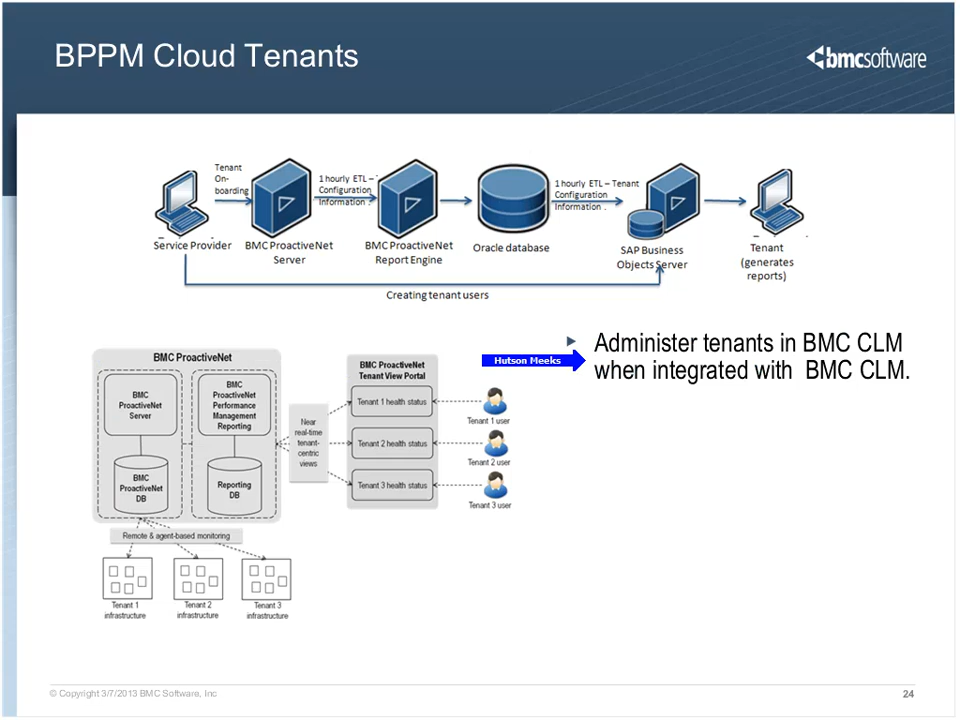 BPPM Cloud Tenants
bmcsoftware
Tenant
On-
boarding
1 hourly ETL –
Configuration
Information .
1 hourly ETL – Tenant
Configuration
Information .
Service Provider
BMC ProactiveNet
Server
BMC ProactiveNet
Report Engine
Oracle database
SAP Business
Objects Server
Tenant
(generates
reports)
Creating tenant users
Administer tenants in BMC CLM
when integrated with BMC CLM.
Hutson Meeks
BMC ProactiveNet
BMC
ProactiveNet
Server
BMC
ProactiveNet
Performance
Management
Reporting
BMC
ProactiveNet
DB
Reporting
DB
Near
real-time
tenant-
centric
views
BMC ProactiveNet
Tenant View Portal
Tenant 1 health status
Tenant 2 health status
Tenant 3 health status
Tenant 1 user
Tenant 2 user
Tenant 3 user
Remote & agent-based monitoring
Tenant 1
infrastructure
Tenant 2
infrastructure
Tenant 3
infrastructure
© Copyright 3/7/2013 BMC Software, Inc
24